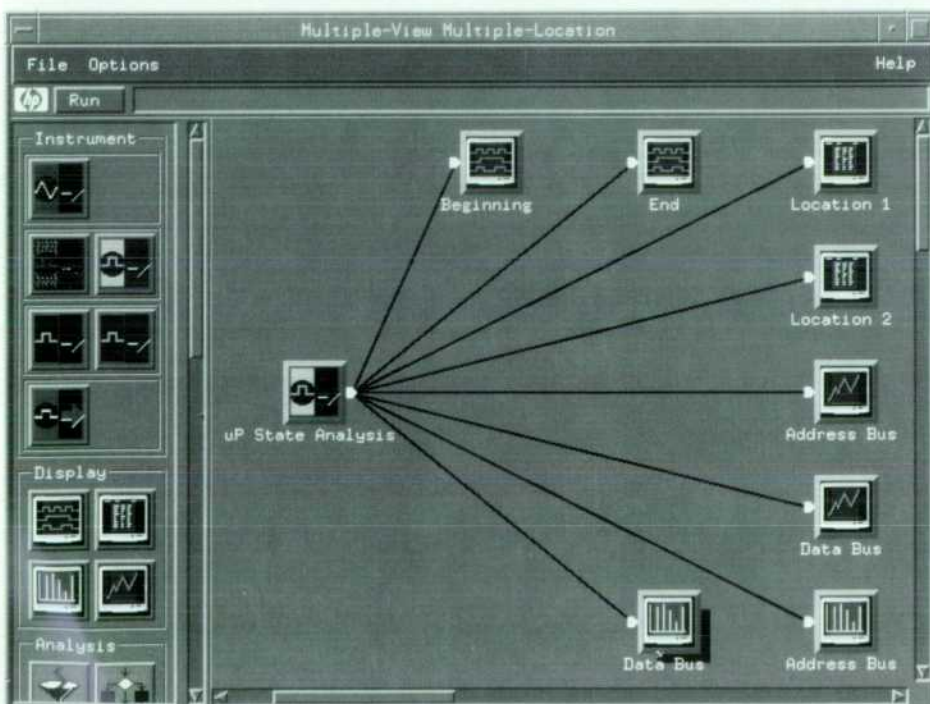 Multiple-View Multiple-Location
File Options Help
hp Run
Instrument
Beginning End Location 1
Location 2
uP State Analysis
Address Bus
Display
Data Bus
Analysis
Data Bus Address Bus